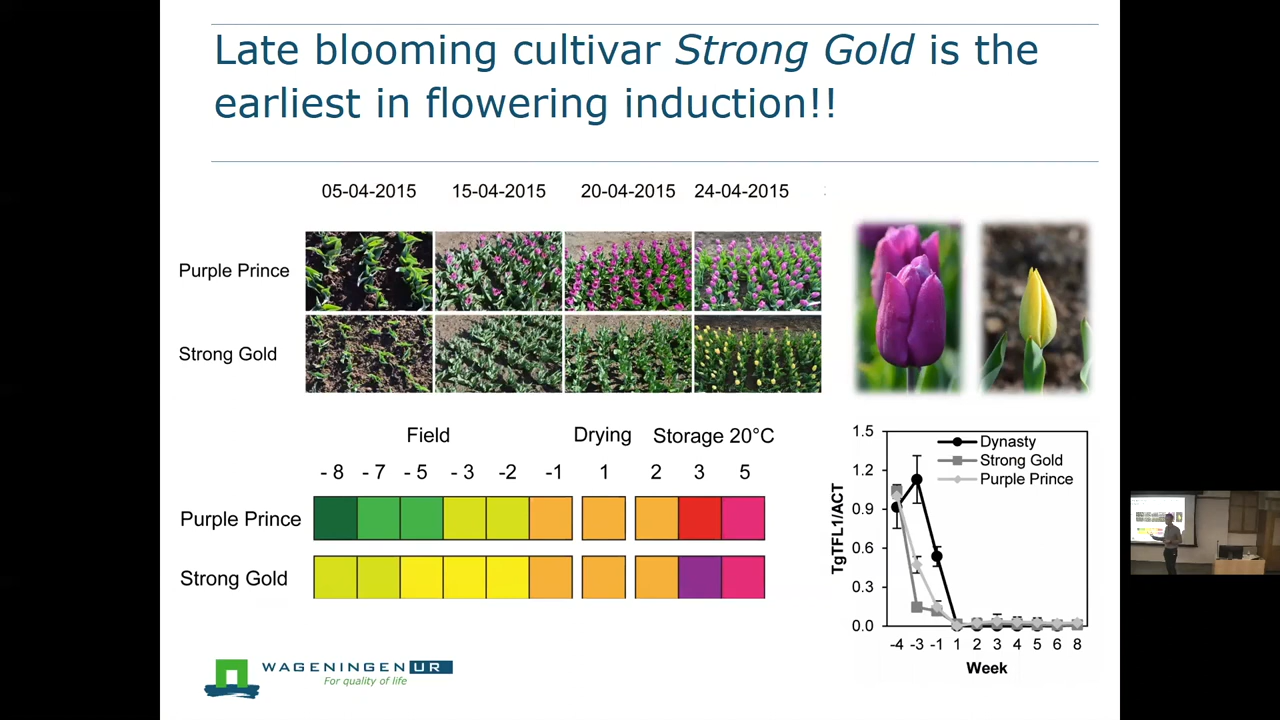 Late blooming cultivar Strong Gold is the
earliest in flowering induction!!
05-04-2015 15-04-2015 20-04-2015 24-04-2015
Purple Prince
Strong Gold
Field Drying Storage 20°C
- 8 - 7 - 5 - 3 -2 -1 1 2 3 5
Purple Prince
Strong Gold
1.5
1.2
0.9
0.6
0.3
0.0
TgTFL1/ACT
Dynasty
Strong Gold
Purple Prince
-4 -3 -1 1 2 3 4 5 6 8
Week
WAGENINGEN UR
For quality of life